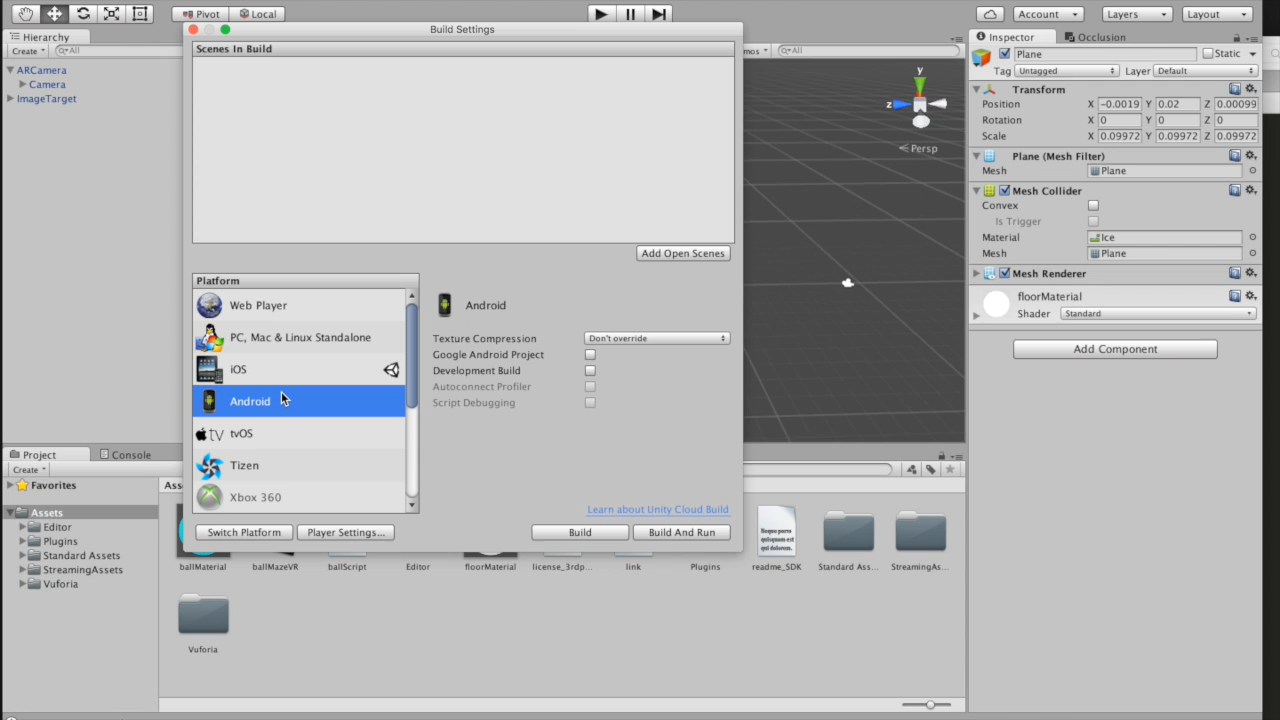 Pivot
Local
Account
Layers
Layout
Hierarchy
Create
All
ARCamera
Camera
ImageTarget
Build Settings
Scenes In Build
Add Open Scenes
Platform
Web Player
PC, Mac & Linux Standalone
iOS
Android
tvOS
Tizen
Xbox 360
Android
Texture Compression
Don't override
Google Android Project
Development Build
Autoconnect Profiler
Script Debugging
Learn about Unity Cloud Build
Switch Platform
Player Settings...
Build
Build And Run
All
y
z
Persp
Inspector
Occlusion
Plane
Static
Tag Untagged
Layer Default
Transform
Position X -0.0019 Y 0.02 Z 0.00099
Rotation X 0 Y 0 Z 0
Scale X 0.09972 Y 0.09972 Z 0.09972
Plane (Mesh Filter)
Mesh Plane
Mesh Collider
Convex
Is Trigger
Material Ice
Mesh Plane
Mesh Renderer
floorMaterial
Shader Standard
Add Component
Project
Console
Create
Favorites
Assets
Editor
Plugins
Standard Assets
StreamingAssets
Vuforia
ballMaterial
ballMazeVR
ballScript
Editor
floorMaterial
license_3rdp...
link
Plugins
readme_SDK
Standard Ass...
StreamingAs...
Vuforia